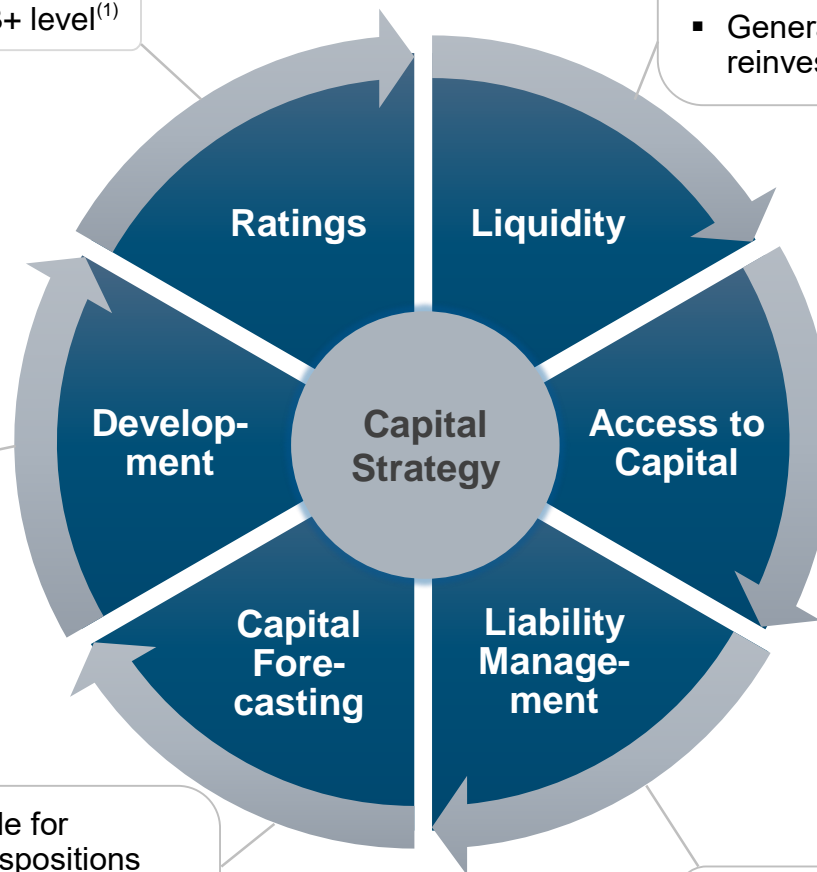 + level(1)
▪ Genera
reinves
Ratings
Liquidity
Develop-
ment
Capital
Strategy
Access to
Capital
Capital
Fore-
casting
Liability
Manage-
ment
le for
spositions